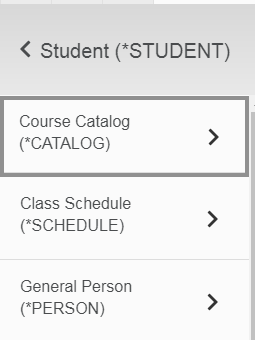 Student (*STUDENT)
Course Catalog
(*CATALOG)
Class Schedule
(*SCHEDULE)
General Person
(*PERSON)